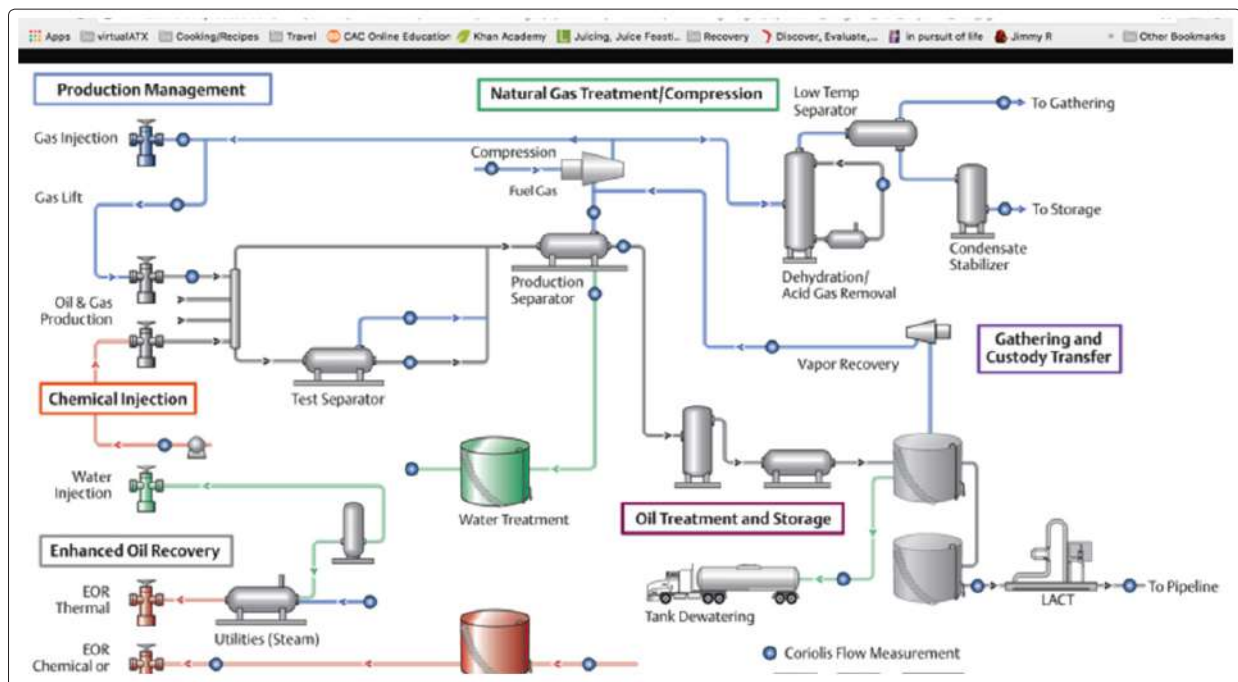 Apps virtualATX Cooking/Recipes Travel CAC Online Education Khan Academy Juicing, Juice Feasti... Recovery Discover, Evaluate,... in pursuit of life Jimmy R » Other Bookmarks
Production Management
Natural Gas Treatment/Compression
Low Temp
Separator
To Gathering
Gas Injection
Compression
Fuel Gas
Gas Lift
To Storage
Condensate
Stabilizer
Dehydration/
Acid Gas Removal
Production
Separator
Oil & Gas
Production
Vapor Recovery
Gathering and
Custody Transfer
Chemical Injection
Test Separator
Water
Injection
Water Treatment
Oil Treatment and Storage
Enhanced Oil Recovery
EOR
Thermal
Utilities (Steam)
Tank Dewatering
LACT
To Pipeline
EOR
Chemical or
Coriolis Flow Measurement